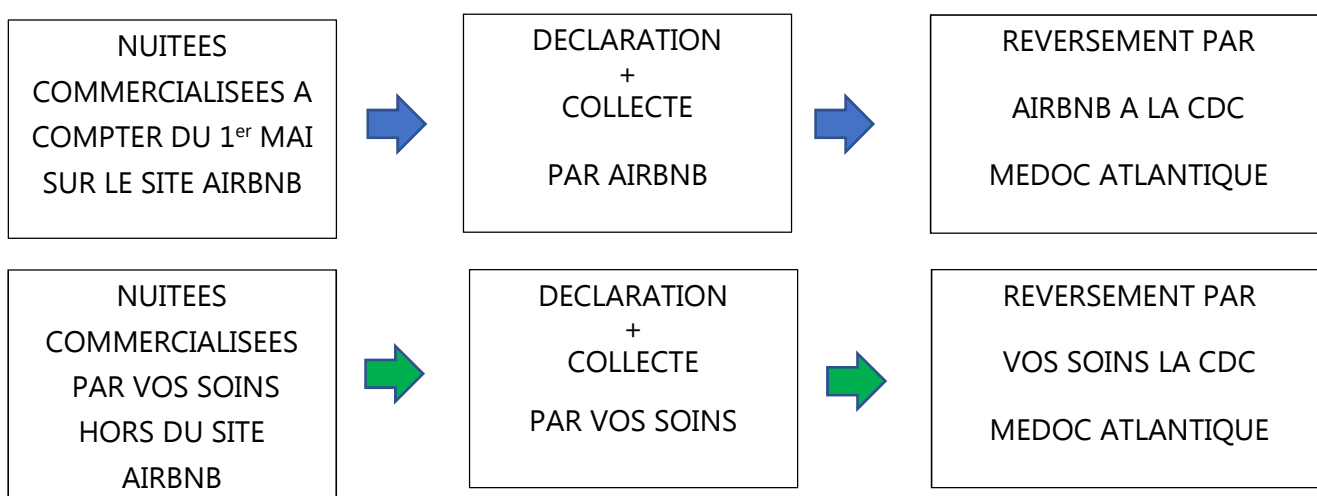 NUITEES
COMMERCIALISEES A
COMPTER DU 1er MAI
SUR LE SITE AIRBNB
DECLARATION
+
COLLECTE
PAR AIRBNB
REVERSEMENT PAR
AIRBNB A LA CDC
MEDOC ATLANTIQUE
NUITEES
COMMERCIALISEES
PAR VOS SOINS
HORS DU SITE
AIRBNB
DECLARATION
+
COLLECTE
PAR VOS SOINS
REVERSEMENT PAR
VOS SOINS LA CDC
MEDOC ATLANTIQUE